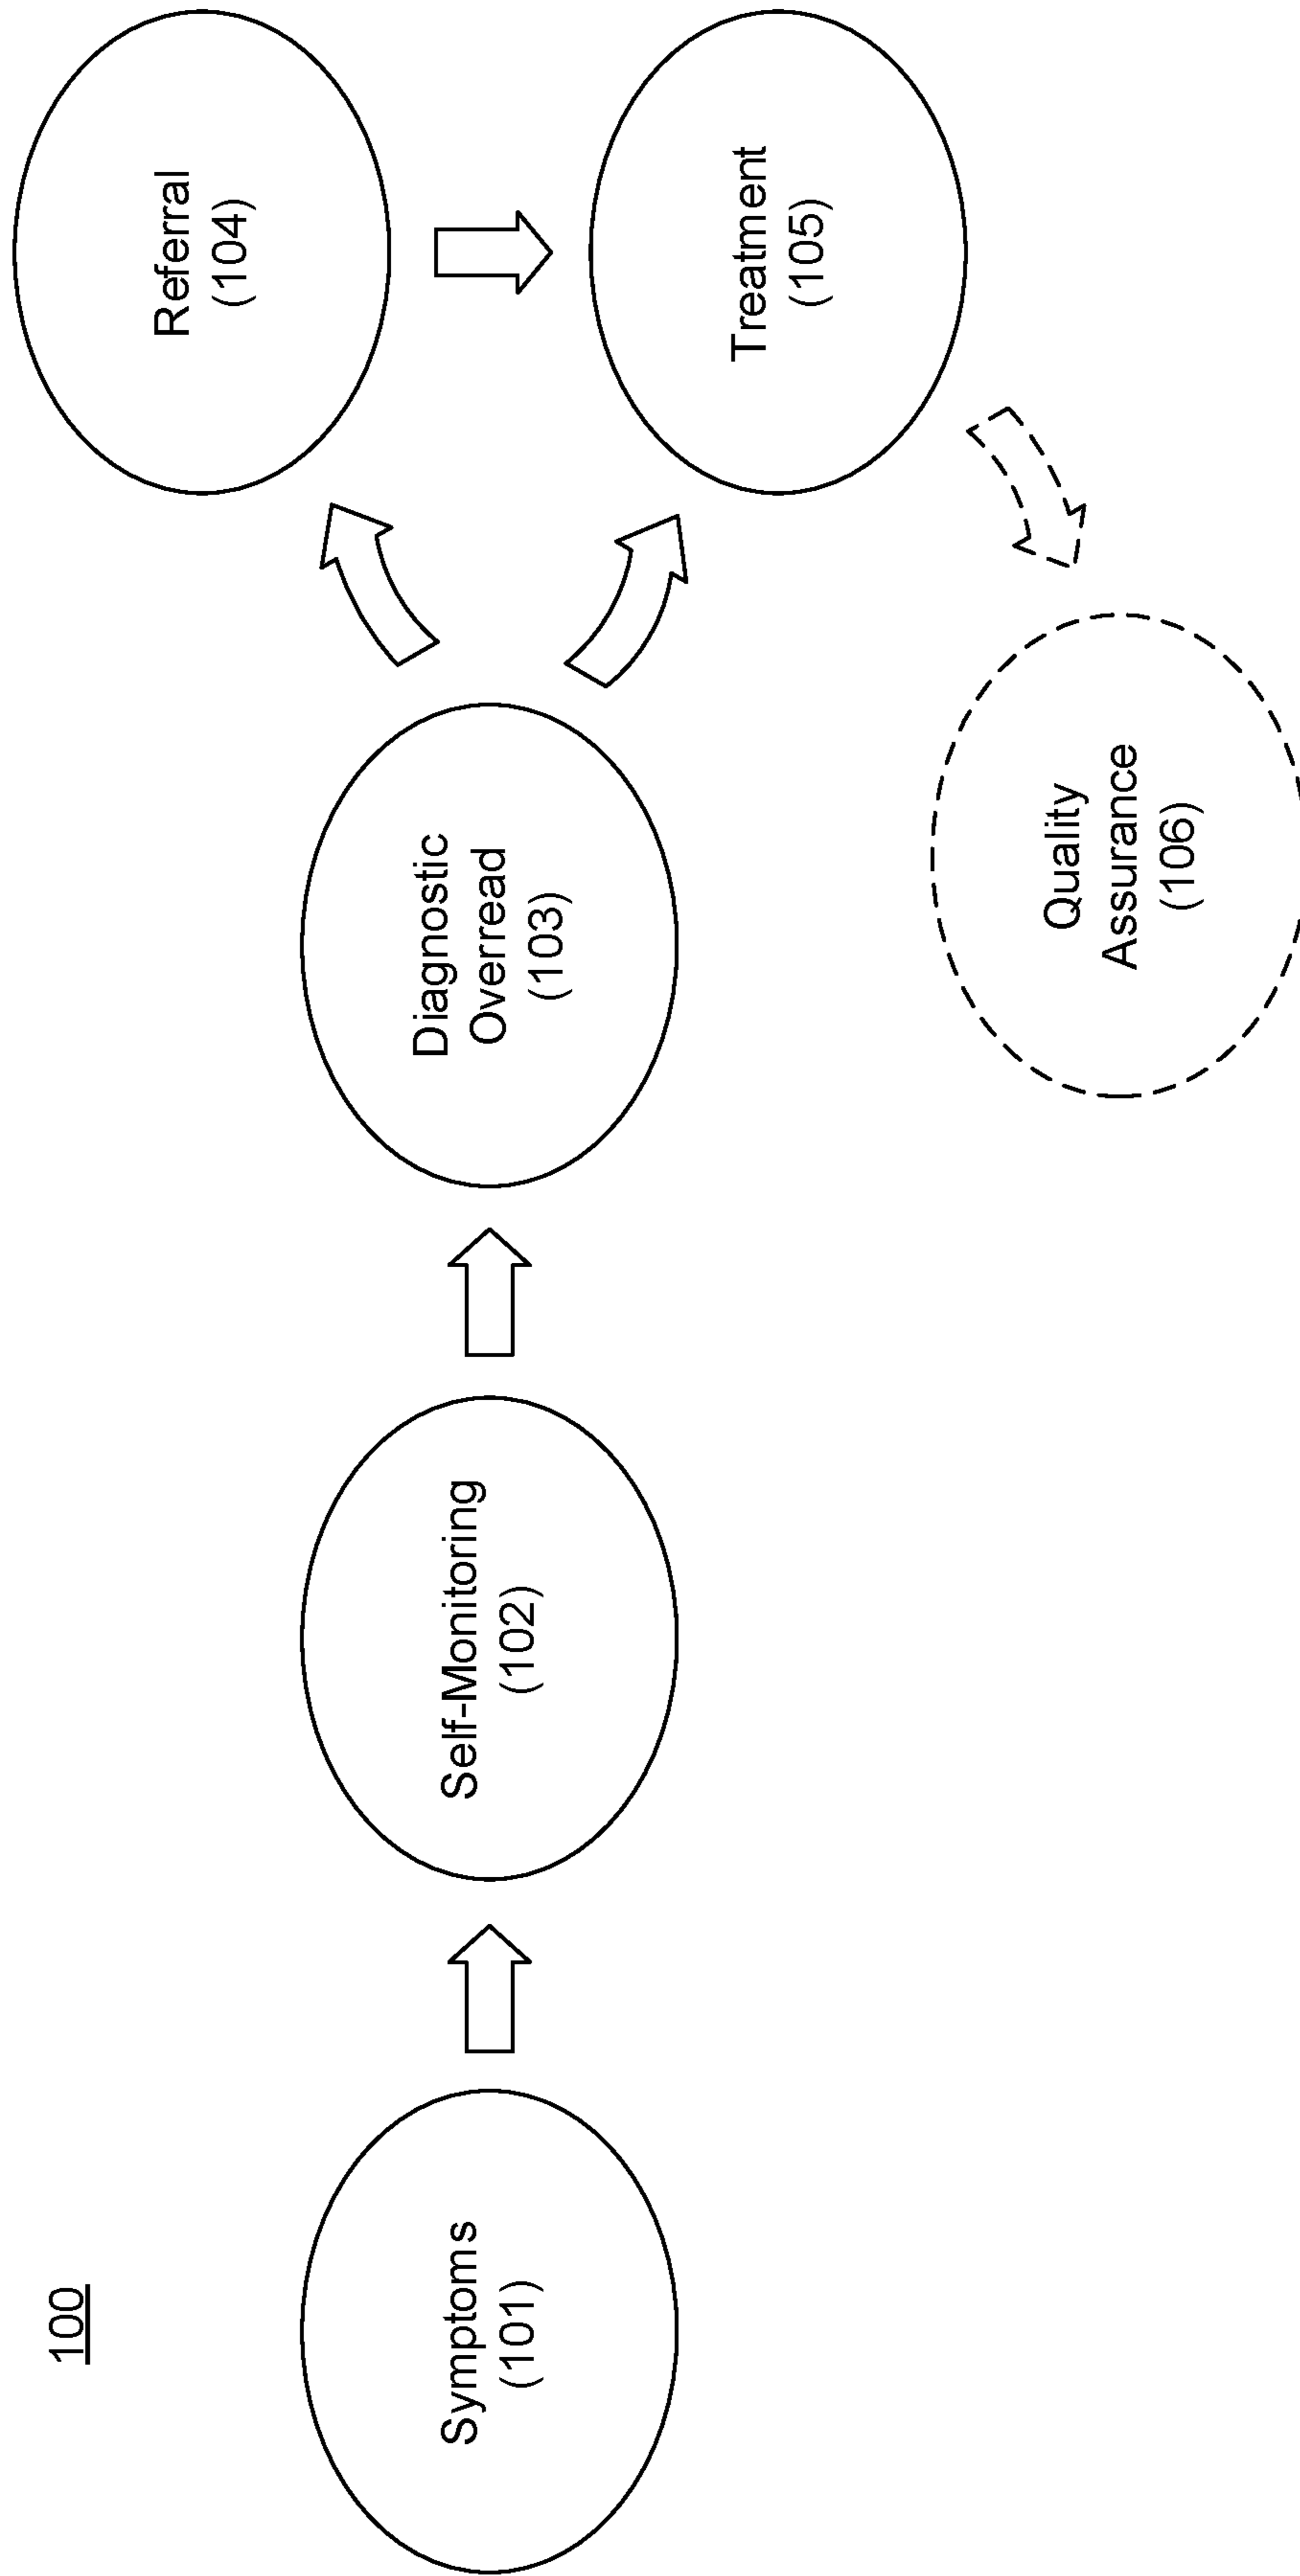 100
Symptoms
(101)
Self-Monitoring
(102)
Diagnostic
Overread
(103)
Referral
(104)
Treatment
(105)
Quality
Assurance
(106)